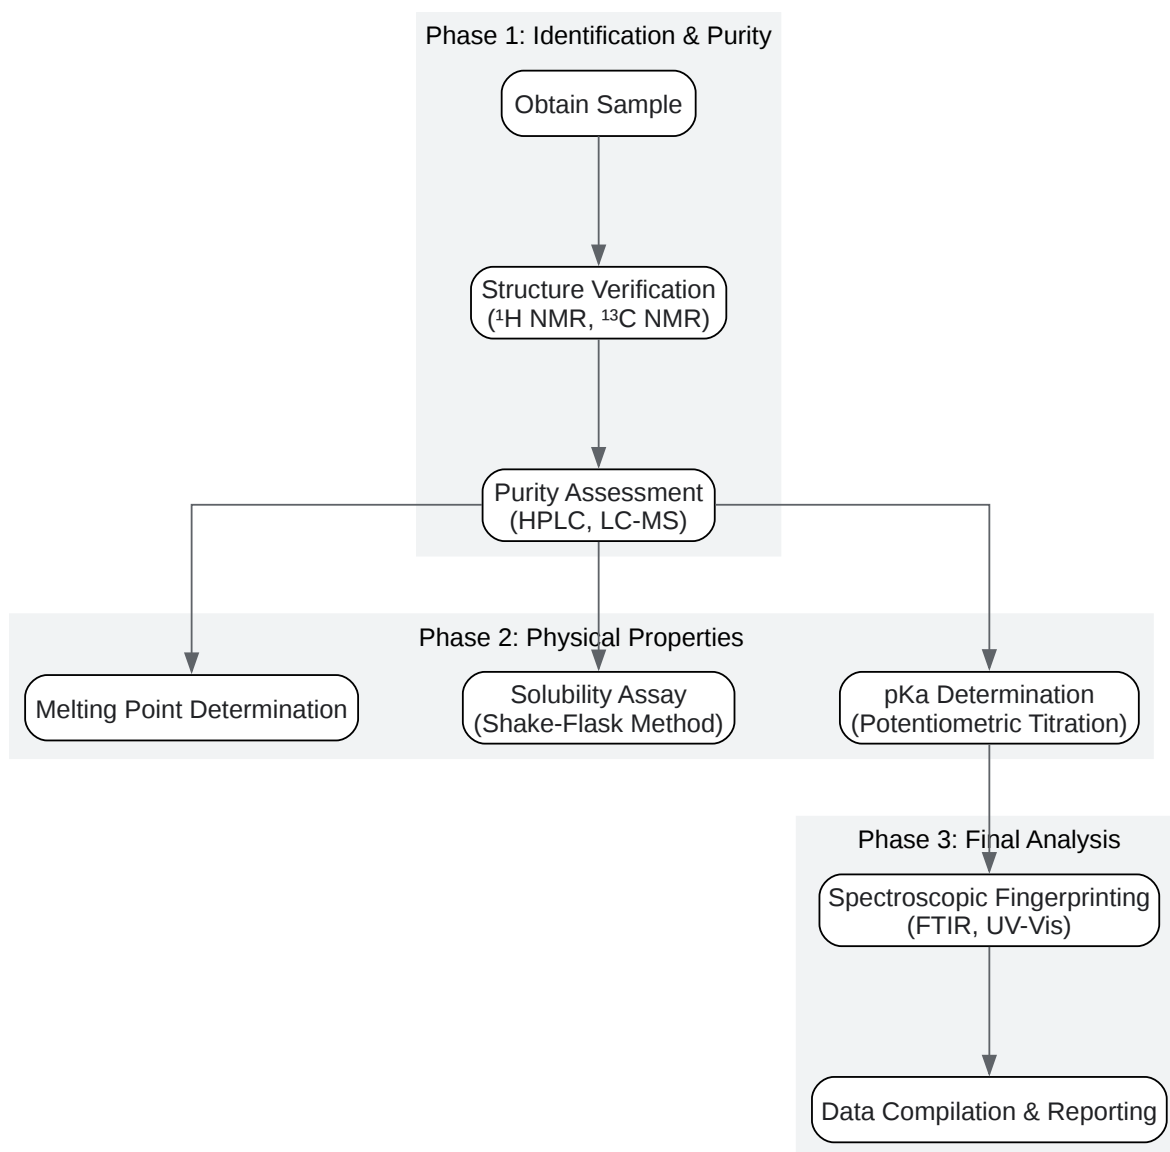 Phase 1: Identification & Purity
Obtain Sample
Structure Verification
(¹H NMR, ¹³C NMR)
Purity Assessment
(HPLC, LC-MS)
Phase 2: Physical Properties
Melting Point Determination
Solubility Assay
(Shake-Flask Method)
pKa Determination
(Potentiometric Titration)
Phase 3: Final Analysis
Spectroscopic Fingerprinting
(FTIR, UV-Vis)
Data Compilation & Reporting